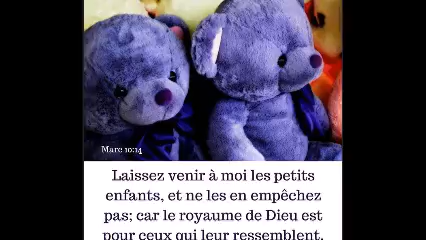 Marc 10:14
Laissez venir à moi les petits
enfants, et ne les en empêchez
pas; car le royaume de Dieu est
pour ceux qui leur ressemblent.